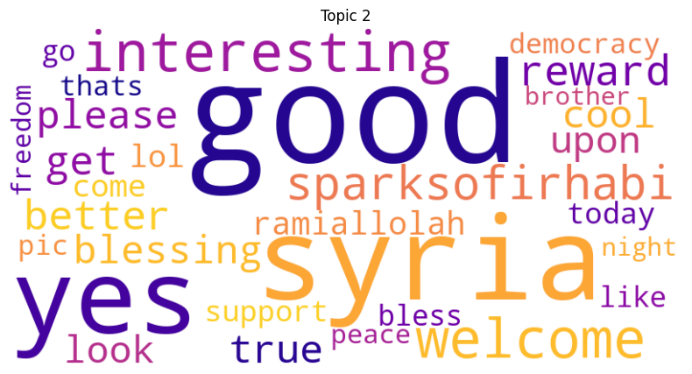 Topic 2
go interesting democracy
thats good reward
freedom please brother cool
get lol upon
come sparksofirhabi
better ramiallolah today
pic blessing syria night
yes support bless like
look true peace welcome